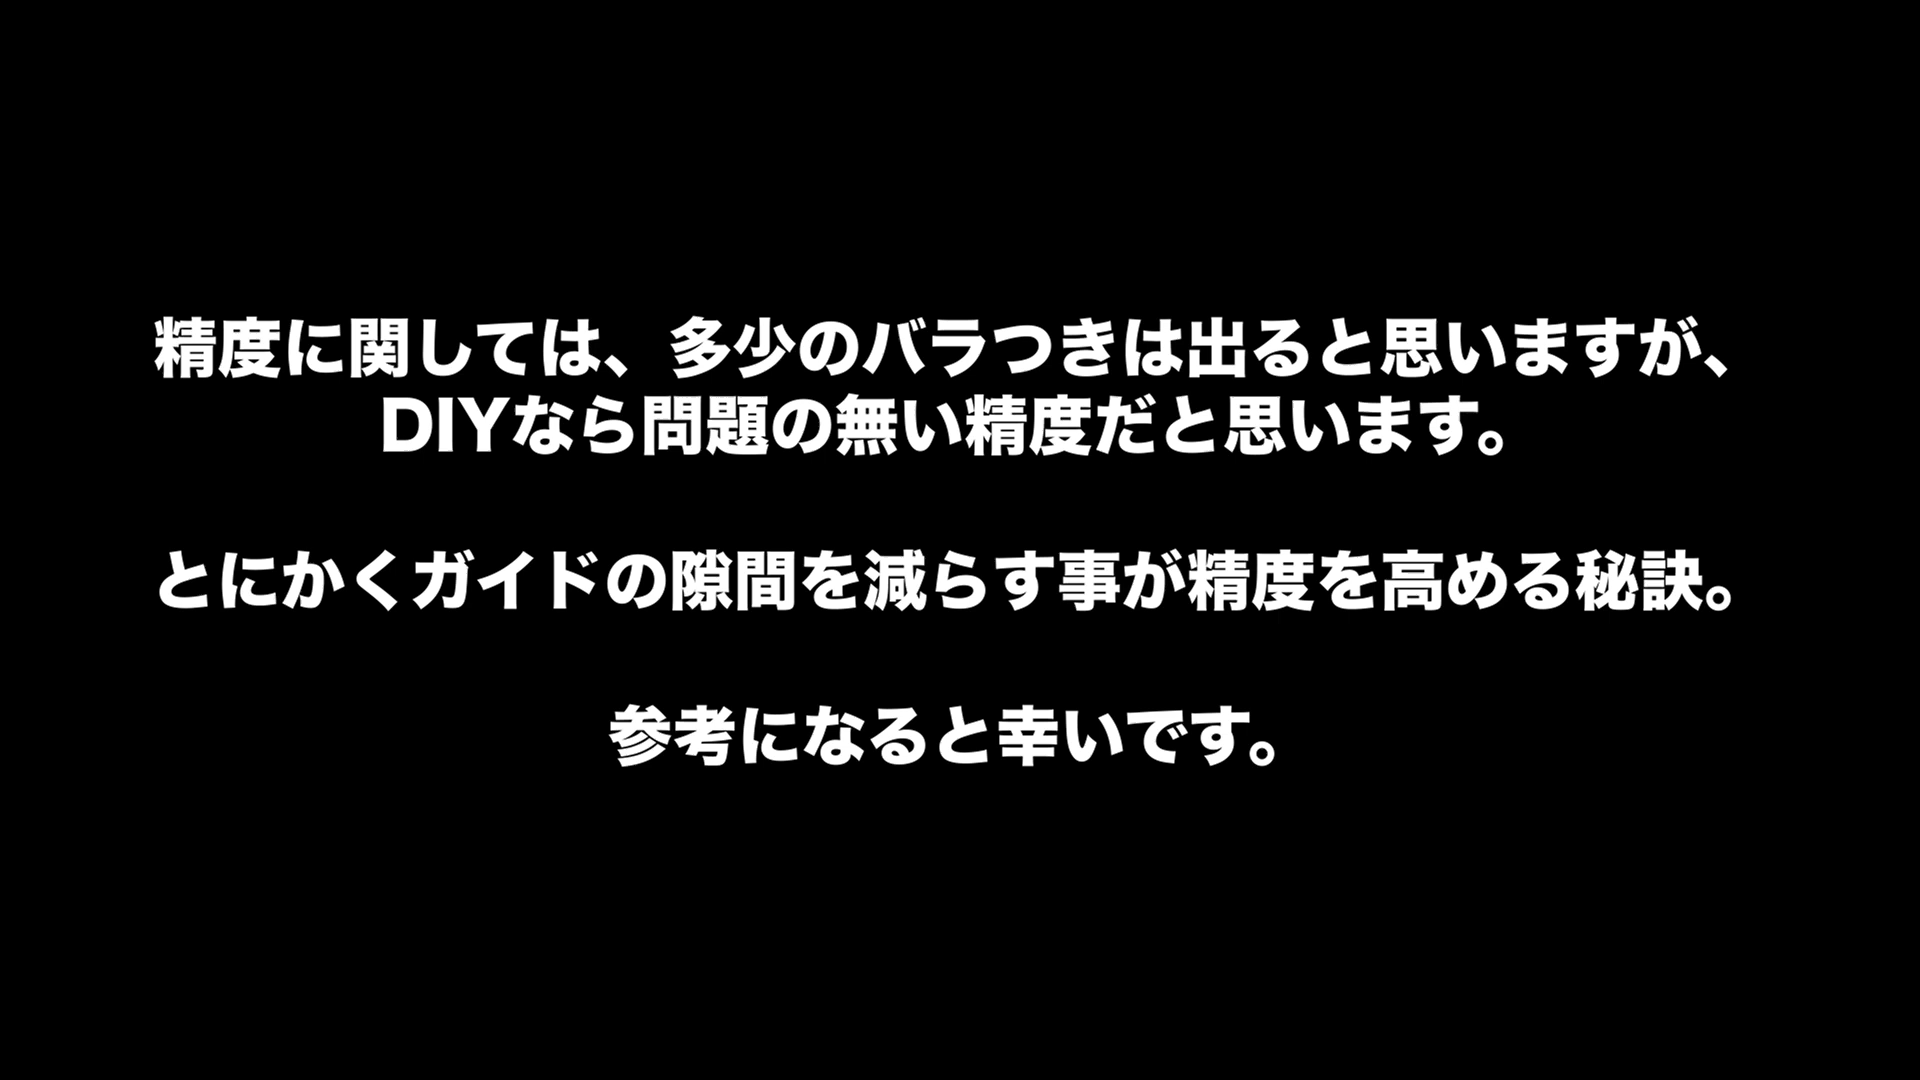 精度に関しては、多少のバラつきは出ると思いますが、
DIYなら問題の無い精度だと思います。
とにかくガイドの隙間を減らす事が精度を高める秘訣。
参考になると幸いです。